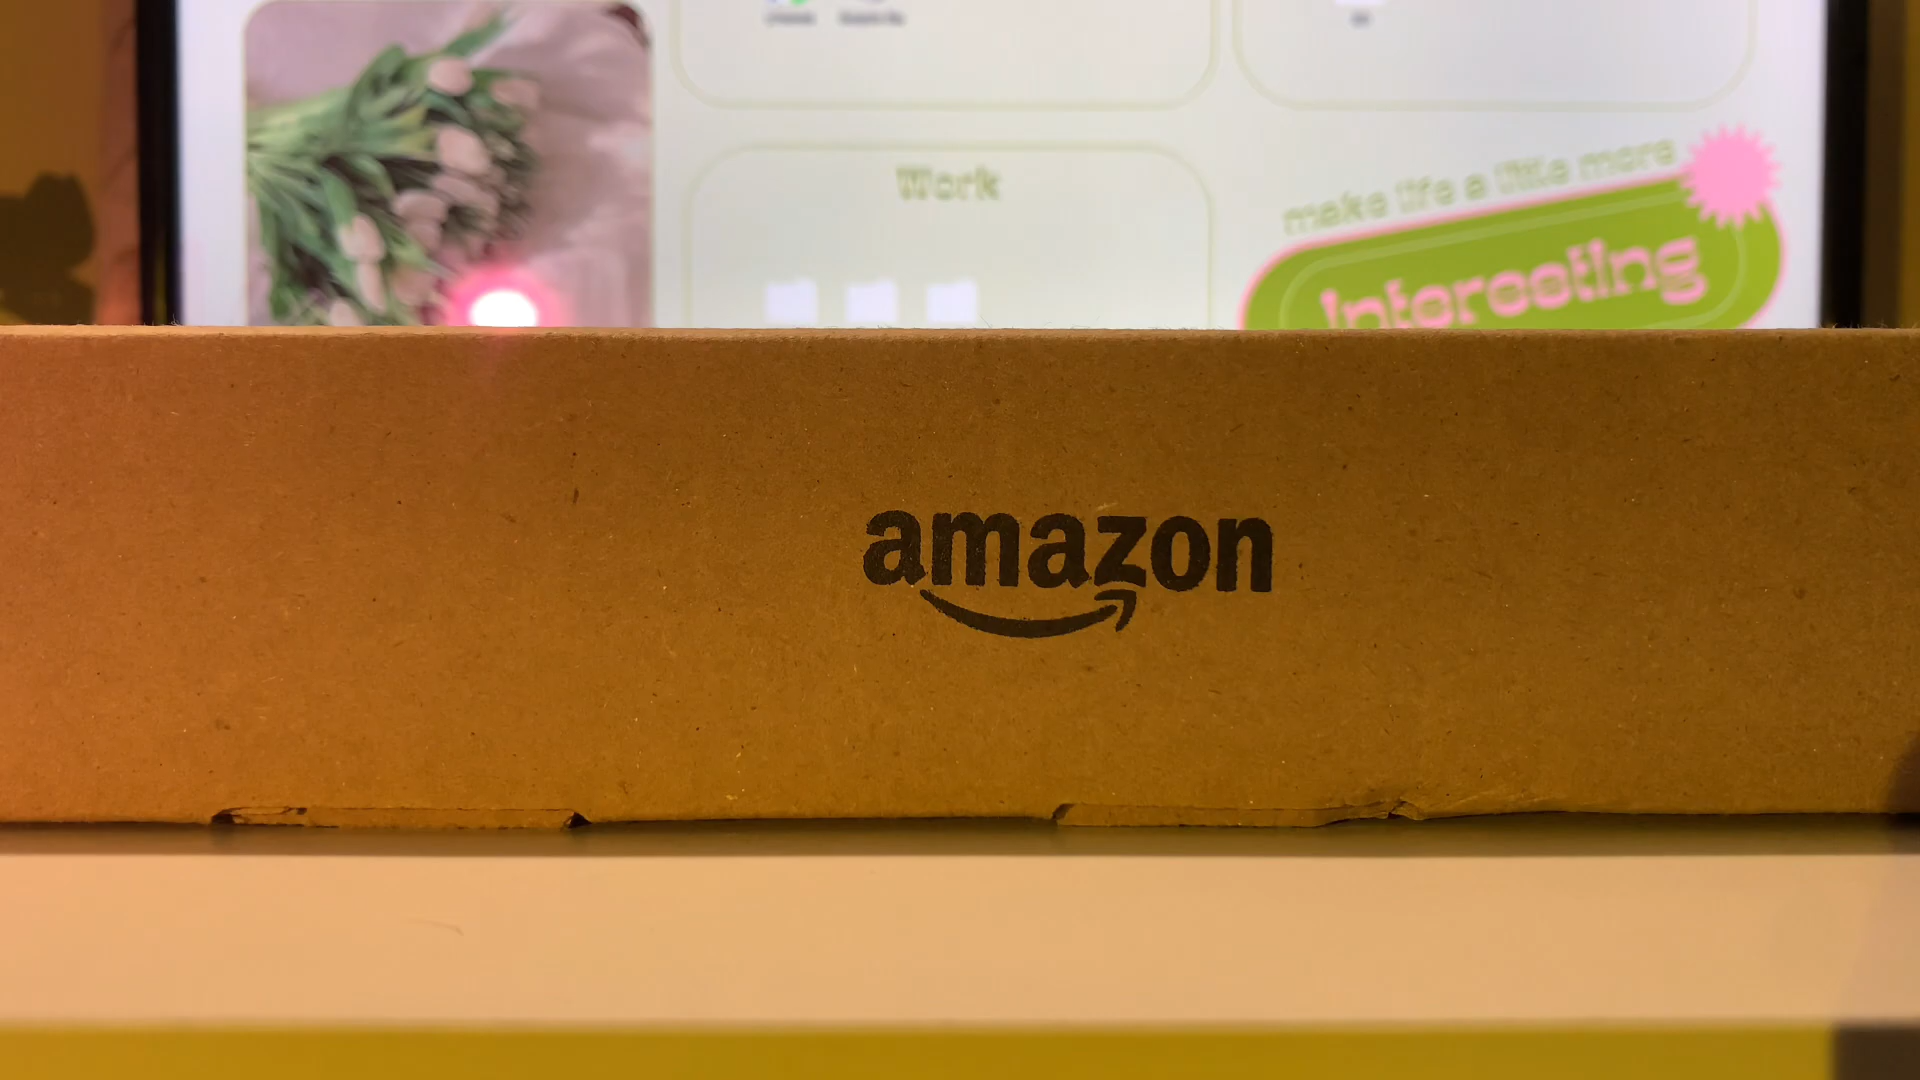 Work
make life a little more
Interesting
amazon